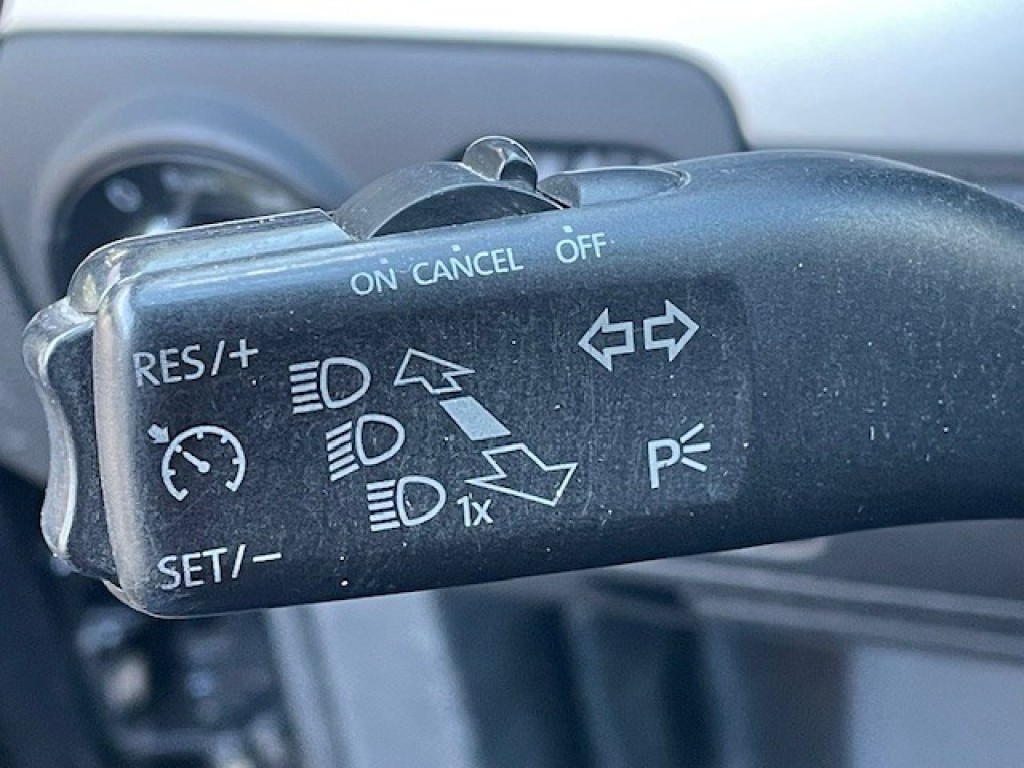 ON CANCEL OFF
RES/+
1x
P
SET/−